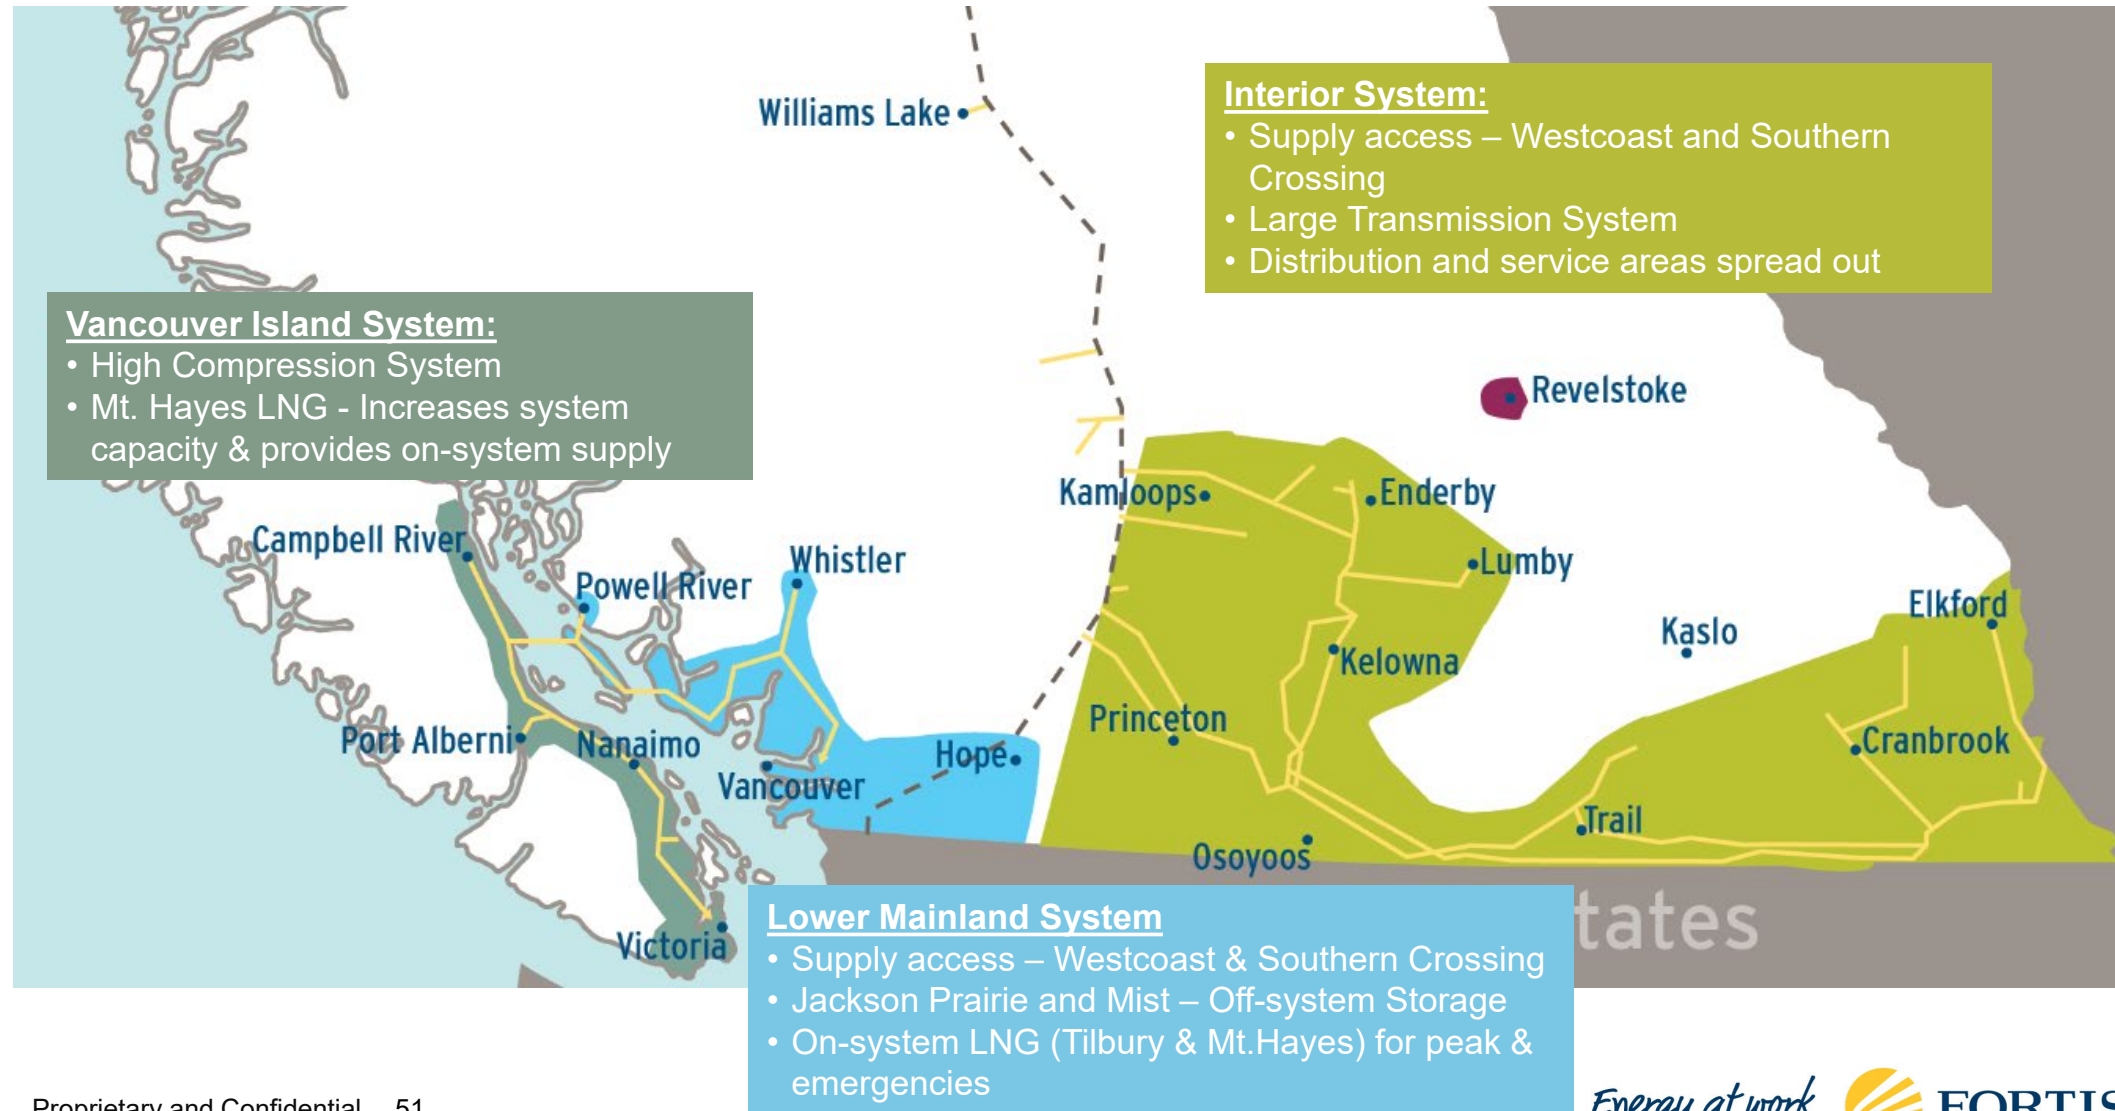 Williams Lake
Interior System:
• Supply access – Westcoast and Southern
Crossing
• Large Transmission System
• Distribution and service areas spread out
Vancouver Island System:
• High Compression System
• Mt. Hayes LNG - Increases system
capacity & provides on-system supply
Revelstoke
Kamloops
Enderby
Campbell River
Whistler
Powell River
Lumby
Elkford
Kaslo
Kelowna
Princeton
Port Alberni
Nanaimo
Hope
Cranbrook
Vancouver
Trail
Osoyoos
Victoria
tates
Lower Mainland System
• Supply access – Westcoast & Southern Crossing
• Jackson Prairie and Mist – Off-system Storage
• On-system LNG (Tilbury & Mt.Hayes) for peak &
emergencies
Proprietary and Confidential 51
Energy at work
FORTIS